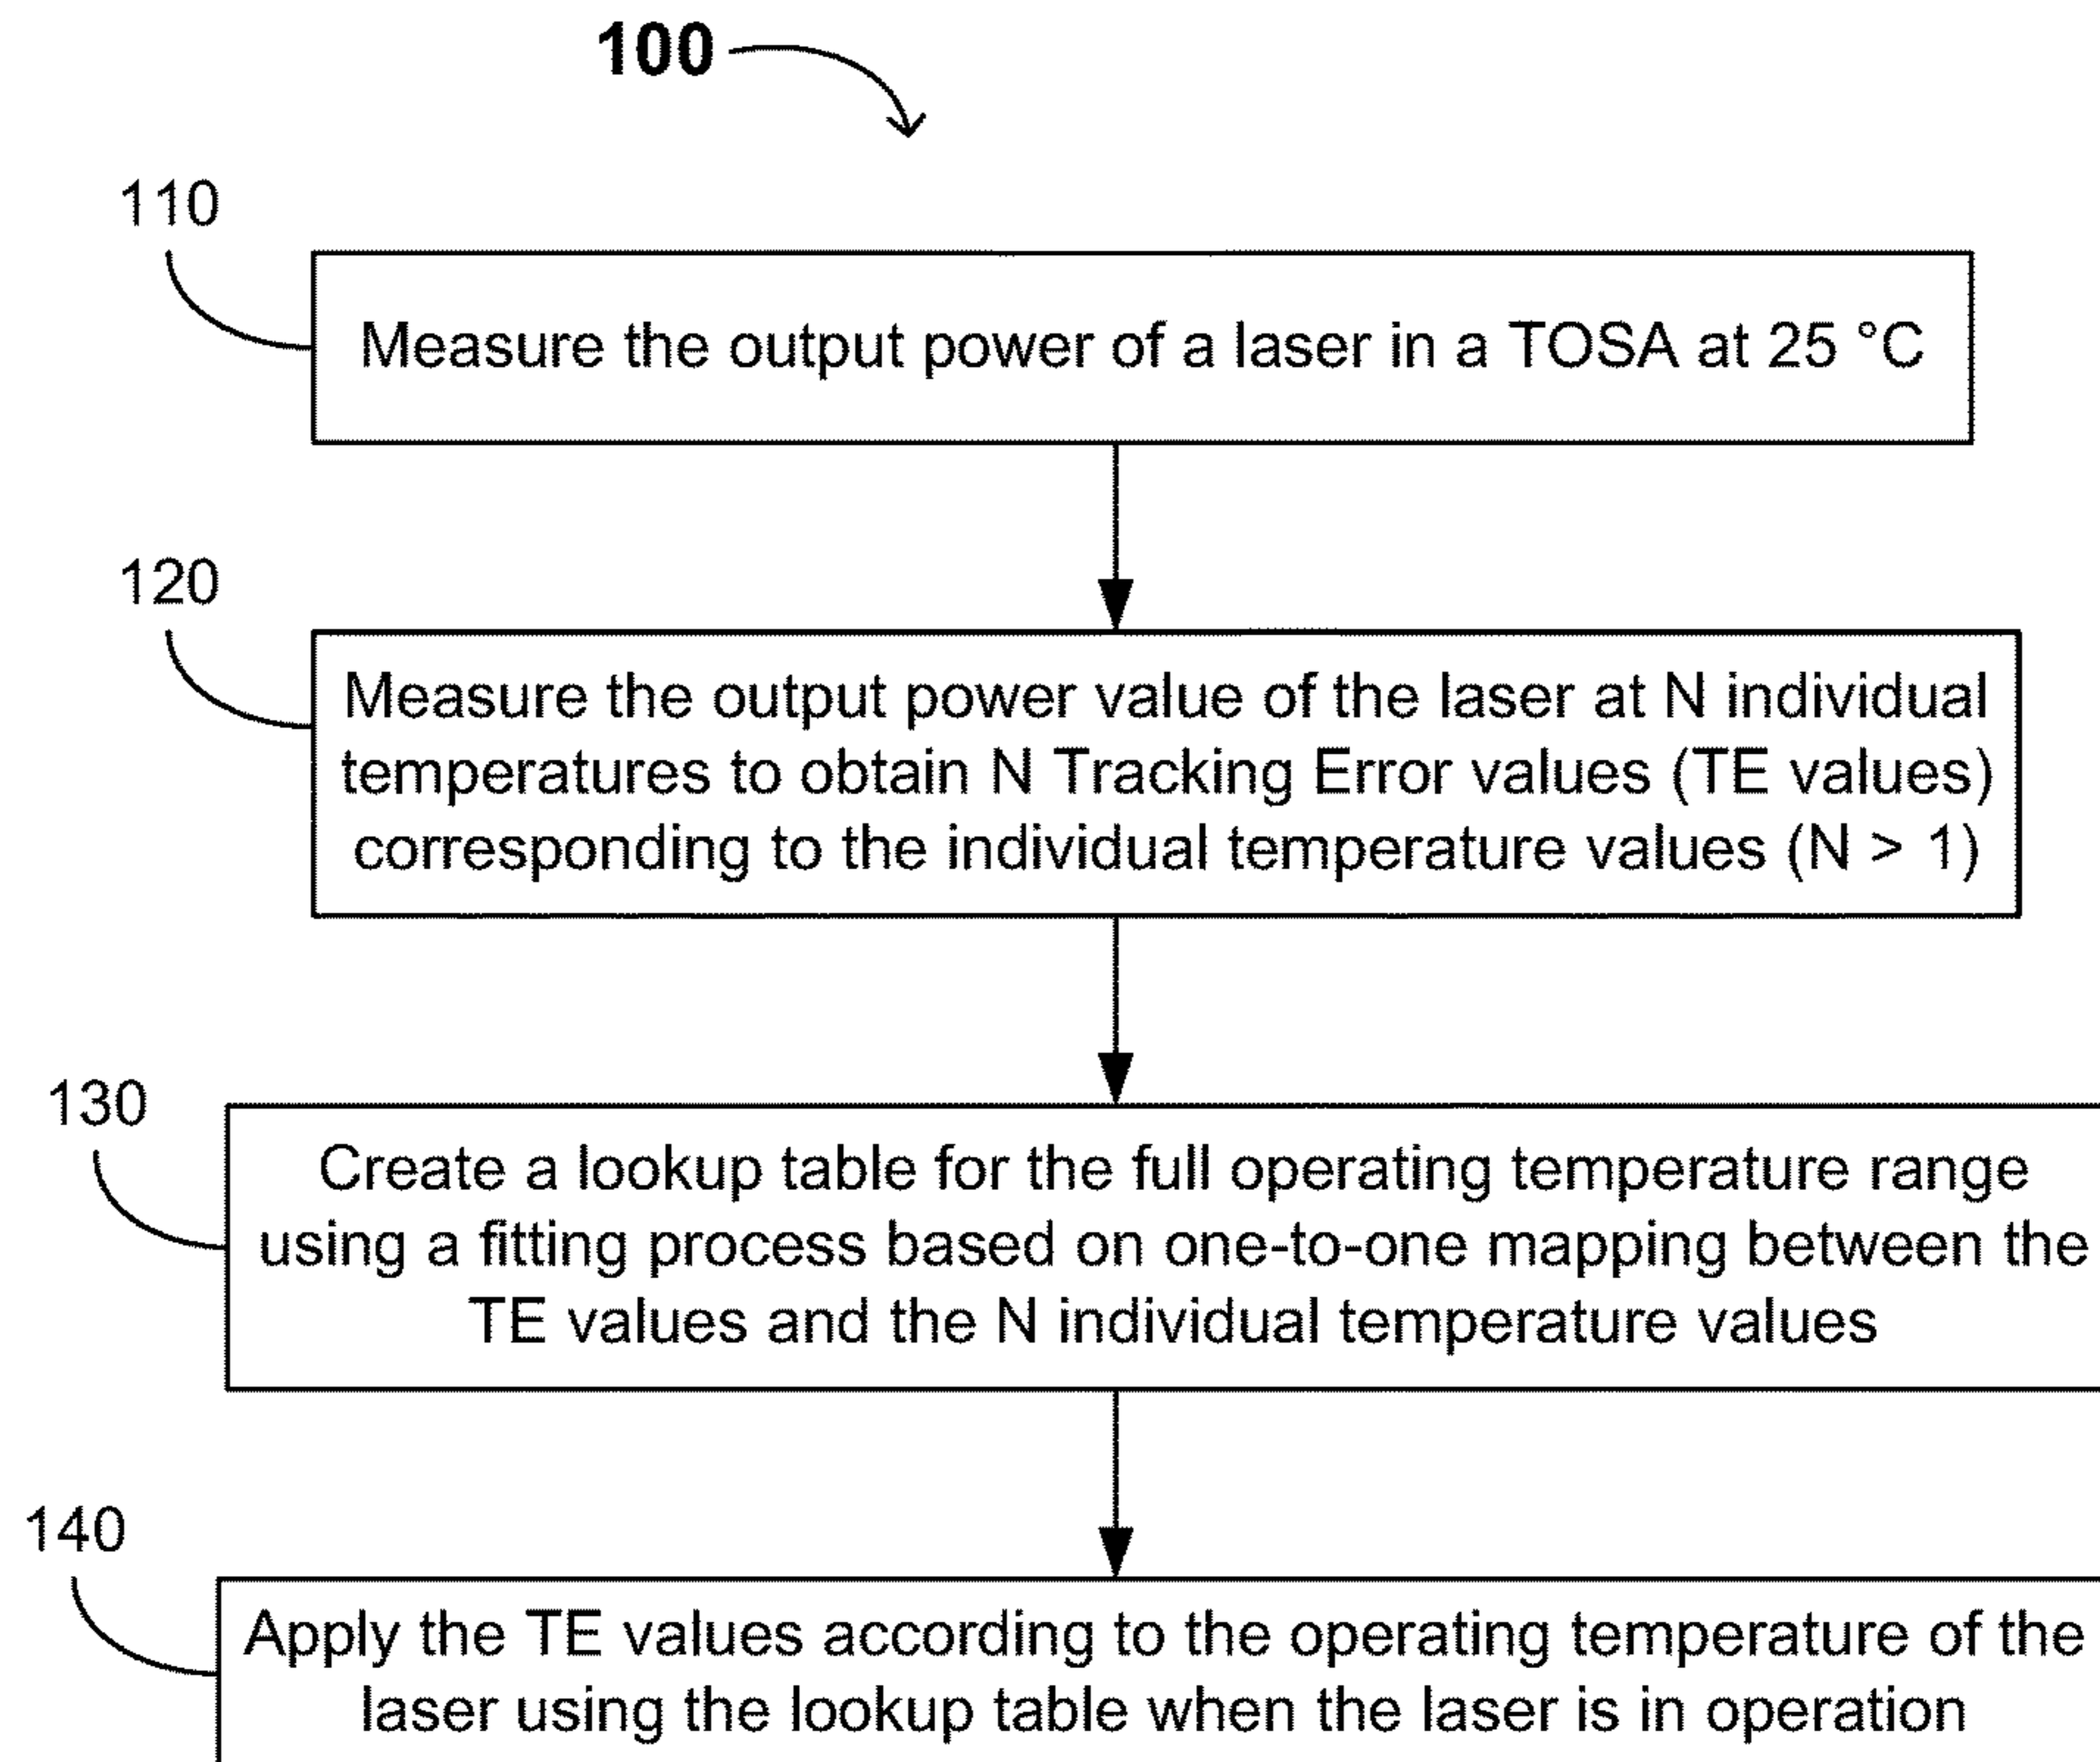 100
110
Measure the output power of a laser in a TOSA at 25 °C
120
Measure the output power value of the laser at N individual
temperatures to obtain N Tracking Error values (TE values)
corresponding to the individual temperature values (N > 1)
130
Create a lookup table for the full operating temperature range
using a fitting process based on one-to-one mapping between the
TE values and the N individual temperature values
140
Apply the TE values according to the operating temperature of the
laser using the lookup table when the laser is in operation